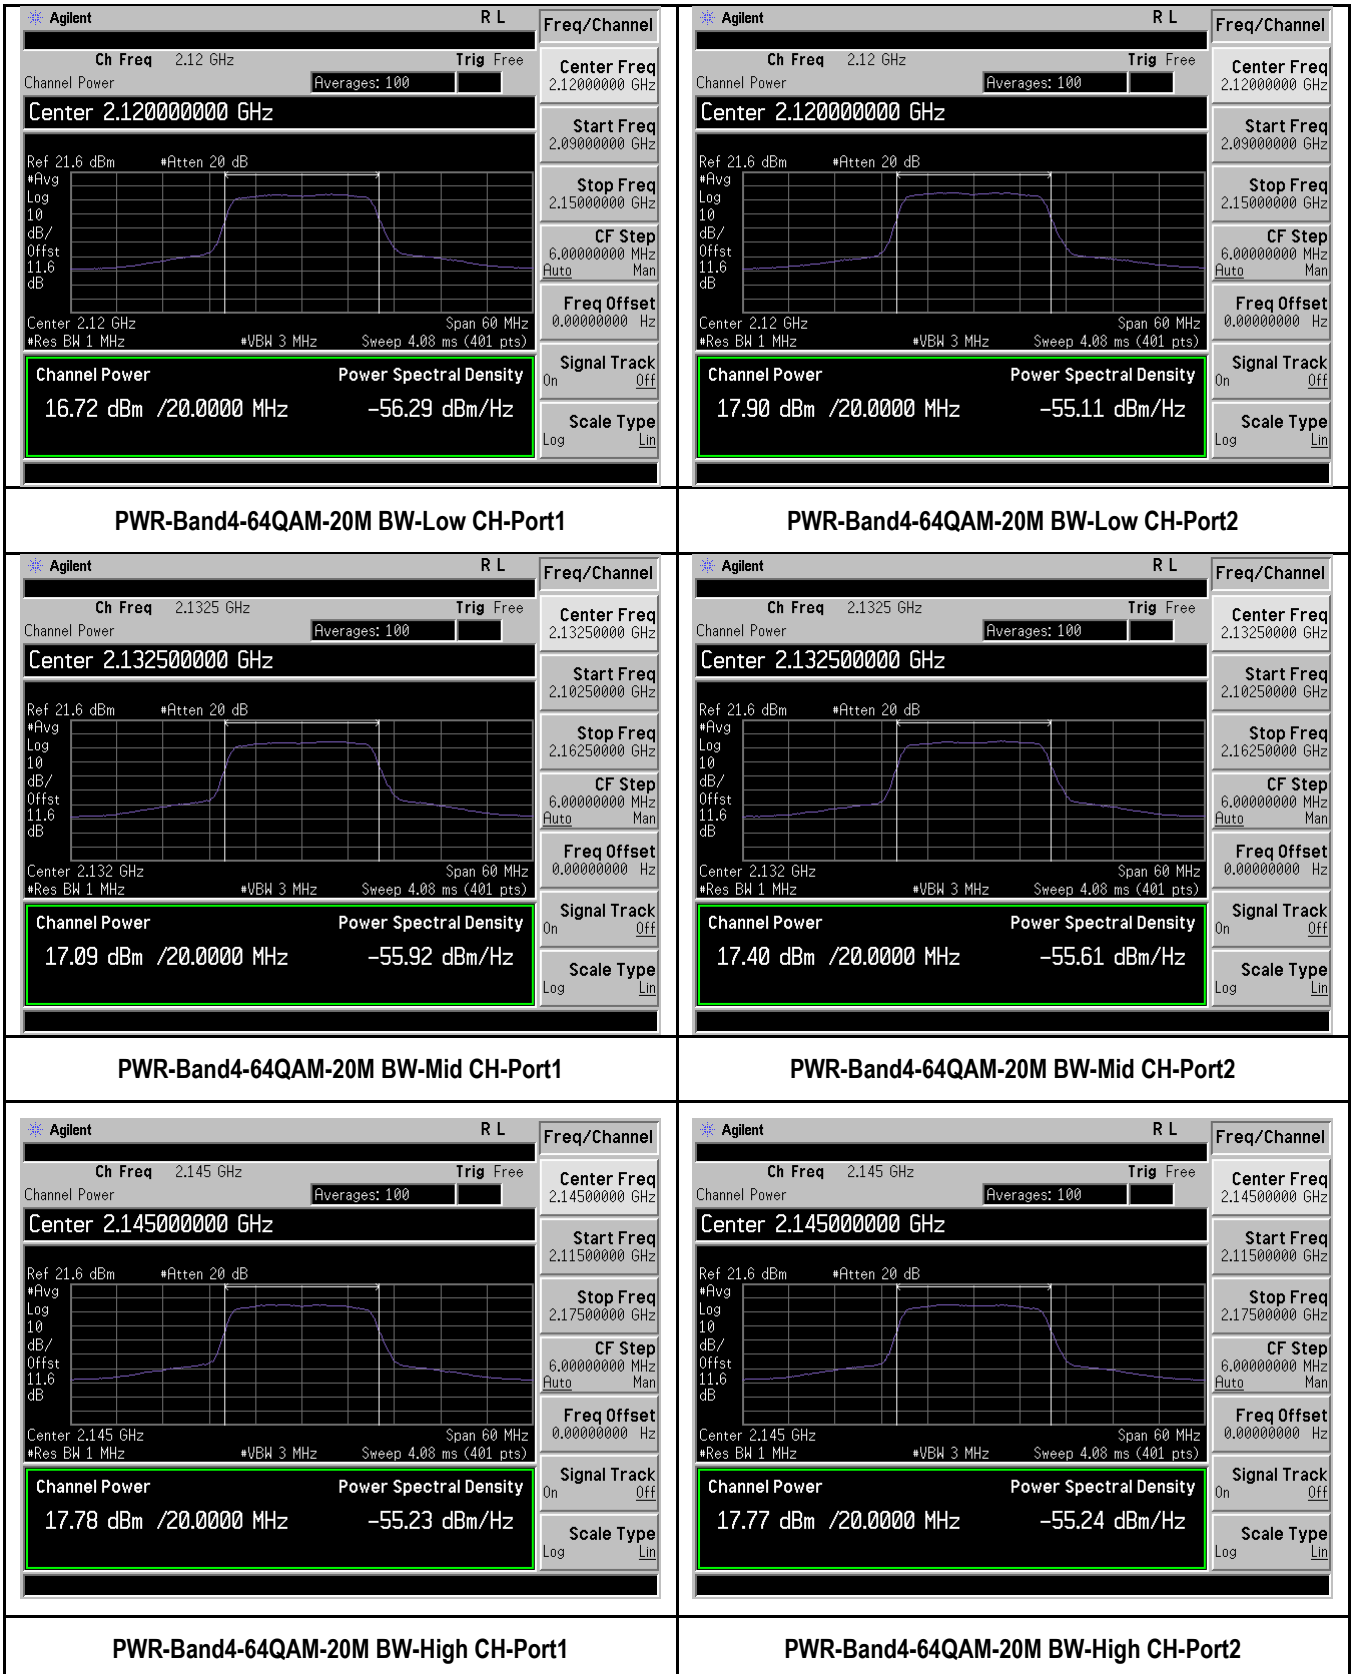 Agilent R L
Freq/Channel
Ch Freq 2.12 GHz Trig Free
Channel Power Averages: 100
Center 2.120000000 GHz
Ref 21.6 dBm #Atten 20 dB
#Avg
Log
10
dB/
Offst
11.6
dB
Center 2.12 GHz Span 60 MHz
#Res BW 1 MHz #VBW 3 MHz Sweep 4.08 ms (401 pts)
Channel Power Power Spectral Density
16.72 dBm /20.0000 MHz -56.29 dBm/Hz
Center Freq
2.12000000 GHz
Start Freq
2.09000000 GHz
Stop Freq
2.15000000 GHz
CF Step
6.00000000 MHz
Auto Man
Freq Offset
0.00000000 Hz
Signal Track
On Off
Scale Type
Log Lin
Agilent R L
Freq/Channel
Ch Freq 2.12 GHz Trig Free
Channel Power Averages: 100
Center 2.120000000 GHz
Ref 21.6 dBm #Atten 20 dB
#Avg
Log
10
dB/
Offst
11.6
dB
Center 2.12 GHz Span 60 MHz
#Res BW 1 MHz #VBW 3 MHz Sweep 4.08 ms (401 pts)
Channel Power Power Spectral Density
17.90 dBm /20.0000 MHz -55.11 dBm/Hz
Center Freq
2.12000000 GHz
Start Freq
2.09000000 GHz
Stop Freq
2.15000000 GHz
CF Step
6.00000000 MHz
Auto Man
Freq Offset
0.00000000 Hz
Signal Track
On Off
Scale Type
Log Lin
PWR-Band4-64QAM-20M BW-Low CH-Port1
PWR-Band4-64QAM-20M BW-Low CH-Port2
Agilent R L
Freq/Channel
Ch Freq 2.1325 GHz Trig Free
Channel Power Averages: 100
Center 2.132500000 GHz
Ref 21.6 dBm #Atten 20 dB
#Avg
Log
10
dB/
Offst
11.6
dB
Center 2.132 GHz Span 60 MHz
#Res BW 1 MHz #VBW 3 MHz Sweep 4.08 ms (401 pts)
Channel Power Power Spectral Density
17.09 dBm /20.0000 MHz -55.92 dBm/Hz
Center Freq
2.13250000 GHz
Start Freq
2.10250000 GHz
Stop Freq
2.16250000 GHz
CF Step
6.00000000 MHz
Auto Man
Freq Offset
0.00000000 Hz
Signal Track
On Off
Scale Type
Log Lin
Agilent R L
Freq/Channel
Ch Freq 2.1325 GHz Trig Free
Channel Power Averages: 100
Center 2.132500000 GHz
Ref 21.6 dBm #Atten 20 dB
#Avg
Log
10
dB/
Offst
11.6
dB
Center 2.132 GHz Span 60 MHz
#Res BW 1 MHz #VBW 3 MHz Sweep 4.08 ms (401 pts)
Channel Power Power Spectral Density
17.40 dBm /20.0000 MHz -55.61 dBm/Hz
Center Freq
2.13250000 GHz
Start Freq
2.10250000 GHz
Stop Freq
2.16250000 GHz
CF Step
6.00000000 MHz
Auto Man
Freq Offset
0.00000000 Hz
Signal Track
On Off
Scale Type
Log Lin
PWR-Band4-64QAM-20M BW-Mid CH-Port1
PWR-Band4-64QAM-20M BW-Mid CH-Port2
Agilent R L
Freq/Channel
Ch Freq 2.145 GHz Trig Free
Channel Power Averages: 100
Center 2.145000000 GHz
Ref 21.6 dBm #Atten 20 dB
#Avg
Log
10
dB/
Offst
11.6
dB
Center 2.145 GHz Span 60 MHz
#Res BW 1 MHz #VBW 3 MHz Sweep 4.08 ms (401 pts)
Channel Power Power Spectral Density
17.78 dBm /20.0000 MHz -55.23 dBm/Hz
Center Freq
2.14500000 GHz
Start Freq
2.11500000 GHz
Stop Freq
2.17500000 GHz
CF Step
6.00000000 MHz
Auto Man
Freq Offset
0.00000000 Hz
Signal Track
On Off
Scale Type
Log Lin
Agilent R L
Freq/Channel
Ch Freq 2.145 GHz Trig Free
Channel Power Averages: 100
Center 2.145000000 GHz
Ref 21.6 dBm #Atten 20 dB
#Avg
Log
10
dB/
Offst
11.6
dB
Center 2.145 GHz Span 60 MHz
#Res BW 1 MHz #VBW 3 MHz Sweep 4.08 ms (401 pts)
Channel Power Power Spectral Density
17.77 dBm /20.0000 MHz -55.24 dBm/Hz
Center Freq
2.14500000 GHz
Start Freq
2.11500000 GHz
Stop Freq
2.17500000 GHz
CF Step
6.00000000 MHz
Auto Man
Freq Offset
0.00000000 Hz
Signal Track
On Off
Scale Type
Log Lin
PWR-Band4-64QAM-20M BW-High CH-Port1
PWR-Band4-64QAM-20M BW-High CH-Port2